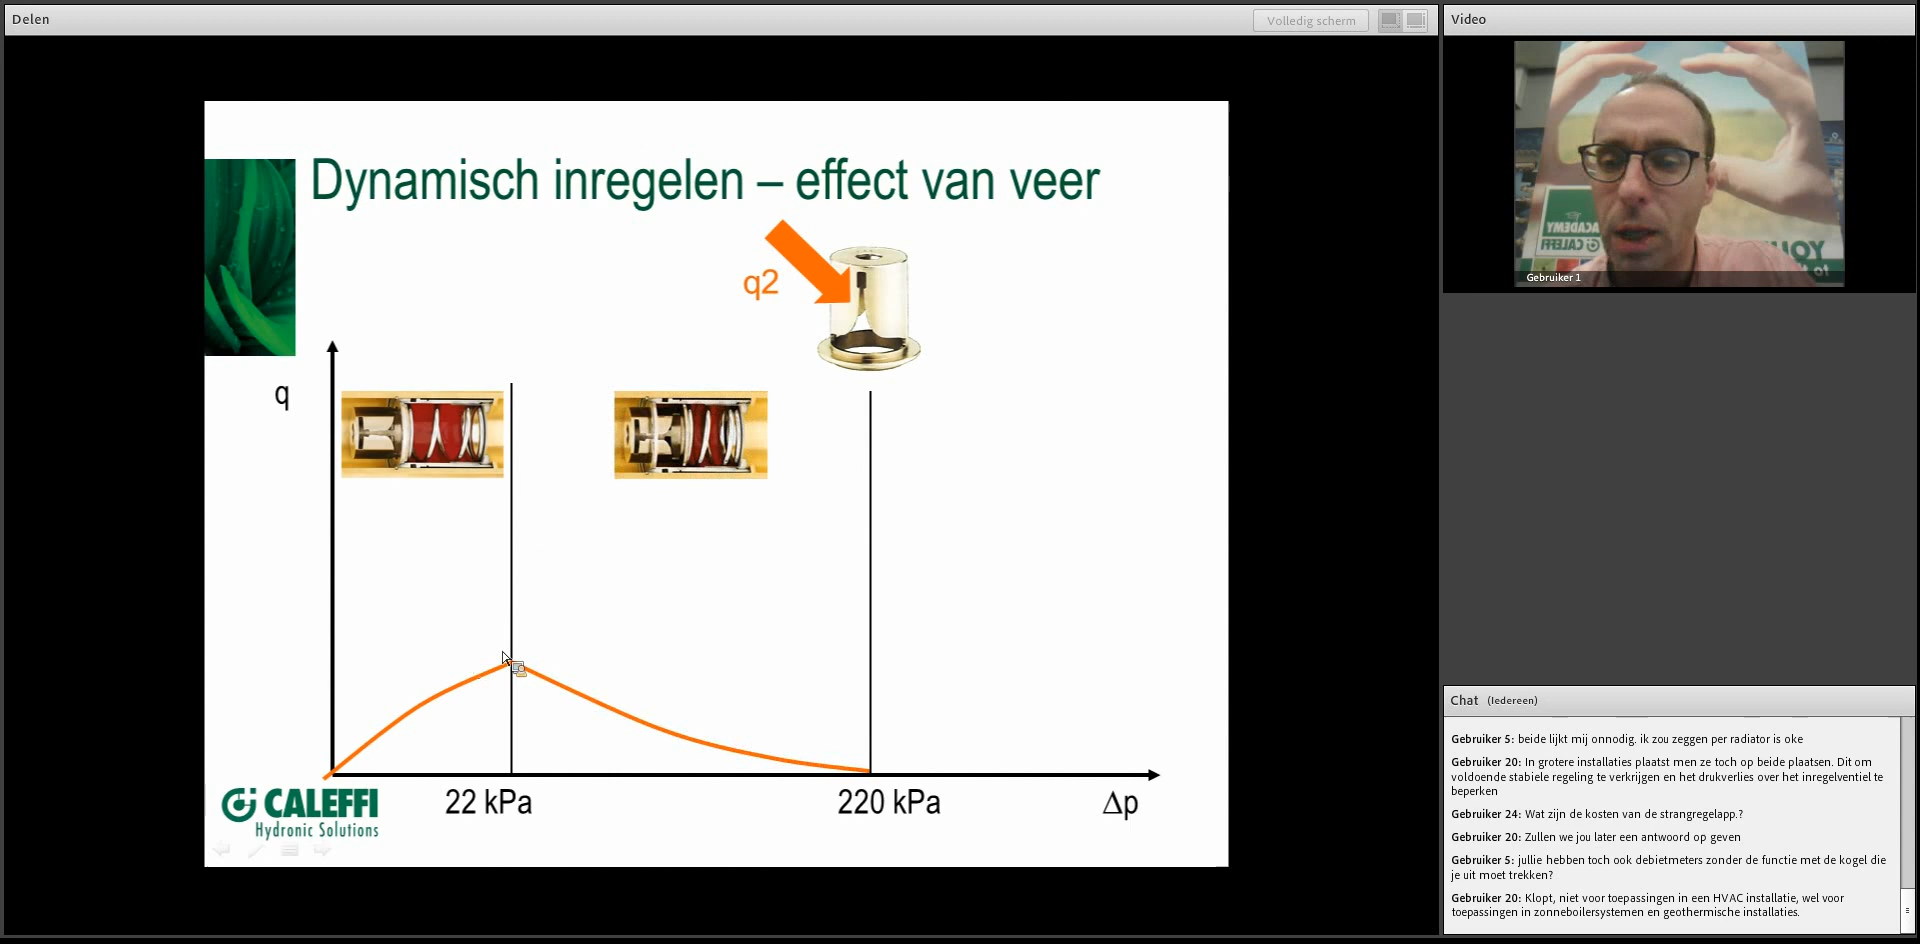 Delen
Volledig scherm
Video
Dynamisch inregelen – effect van veer
q2
q
22 kPa
220 kPa
Δp
CALEFFI
Hydronic Solutions
ACADEMY
CALEFFI
YOU
to
Gebruiker 1
Chat (Iedereen)
Gebruiker 5: beide lijkt mij onnodig. ik zou zeggen per radiator is oke
Gebruiker 20: In grotere installaties plaatst men ze toch op beide plaatsen. Dit om
voldoende stabiele regeling te verkrijgen en het drukverlies over het inregelventiel te
beperken
Gebruiker 24: Wat zijn de kosten van de strangregelapp.?
Gebruiker 20: Zullen we jou later een antwoord op geven
Gebruiker 5: jullie hebben toch ook debietmeters zonder de functie met de kogel die
je uit moet trekken?
Gebruiker 20: Klopt, niet voor toepassingen in een HVAC installatie, wel voor
toepassingen in zonneboilersystemen en geothermische installaties.